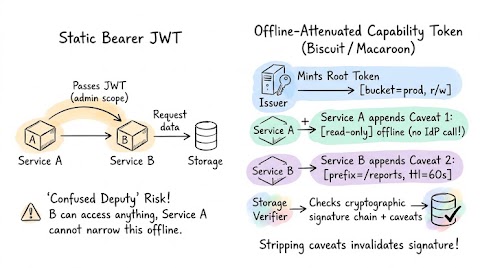 Static Bearer JWT
Passes JWT
(admin scope)
A
B
Service A
Service B
Request
data
Storage
'Confused Deputy' Risk!
B can access anything, Service A
cannot narrow this offline.
Offline-Attenuated Capability Token
(Biscuit / Macaroon)
Issuer
Mints Root Token
[bucket=prod, r/w]
Service A
+
Service A appends Caveat 1:
[read-only] offline (no IdP call!)
Service B
Service B appends Caveat 2:
[prefix=/reports, ttl=60s]
Storage
Verifier
Checks cryptographic
signature chain + caveats
Stripping caveats invalidates signature!